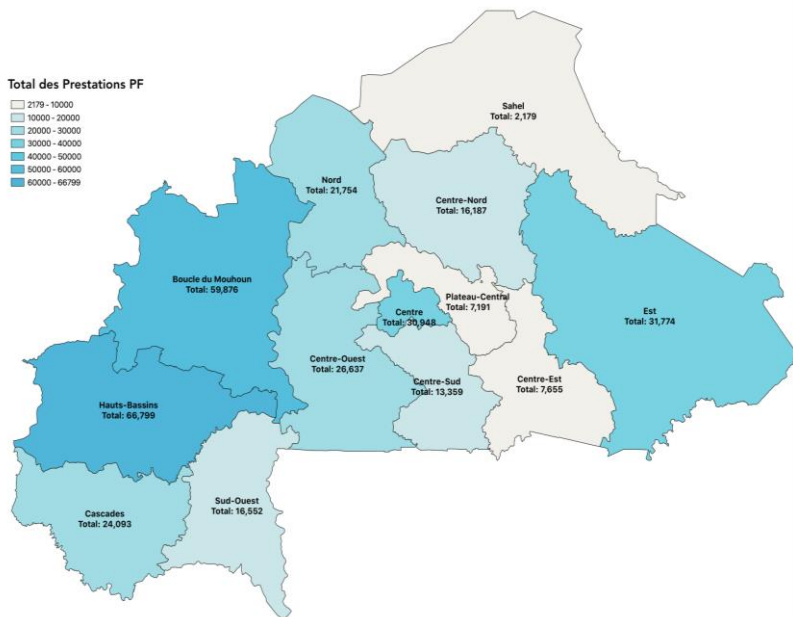 Total des Prestations PF
2179 - 10000
10000 - 20000
20000 - 30000
30000 - 40000
40000 - 50000
50000 - 60000
60000 - 66799
Sahel
Total: 2,179
Nord
Total: 21,754
Centre-Nord
Total: 16,187
Boucle du Mouhoun
Total: 59,876
Plateau-Central
Total: 7,191
Centre
Total: 30,948
Est
Total: 31,774
Centre-Ouest
Total: 26,637
Centre-Sud
Total: 13,359
Centre-Est
Total: 7,655
Hauts-Bassins
Total: 66,799
Sud-Ouest
Total: 16,552
Cascades
Total: 24,093